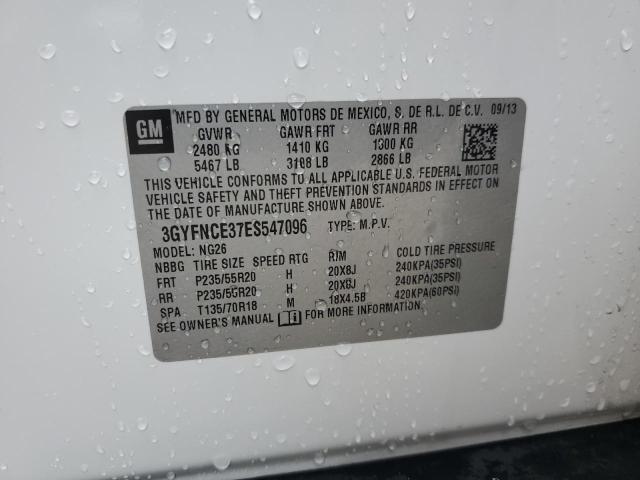 GM
MFD BY GENERAL MOTORS DE MEXICO, S. DE R.L. DE C.V. 09/13
GVWR GAWR FRT GAWR RR
2480 KG 1410 KG 1300 KG
5467 LB 3108 LB 2866 LB
THIS VEHICLE CONFORMS TO ALL APPLICABLE U.S. FEDERAL MOTOR
VEHICLE SAFETY AND THEFT PREVENTION STANDARDS IN EFFECT ON
THE DATE OF MANUFACTURE SHOWN ABOVE.
3GYFNCE37ES547096 TYPE: M.P.V.
MODEL: NG26
NBBG TIRE SIZE SPEED RTG RIM COLD TIRE PRESSURE
FRT P235/55R20 H 20X8J 240KPA(35PSI)
RR P235/55R20 H 20X8J 240KPA(35PSI)
SPA T135/70R18 M 18X4.5B 420KPA(60PSI)
SEE OWNER'S MANUAL FOR MORE INFORMATION.